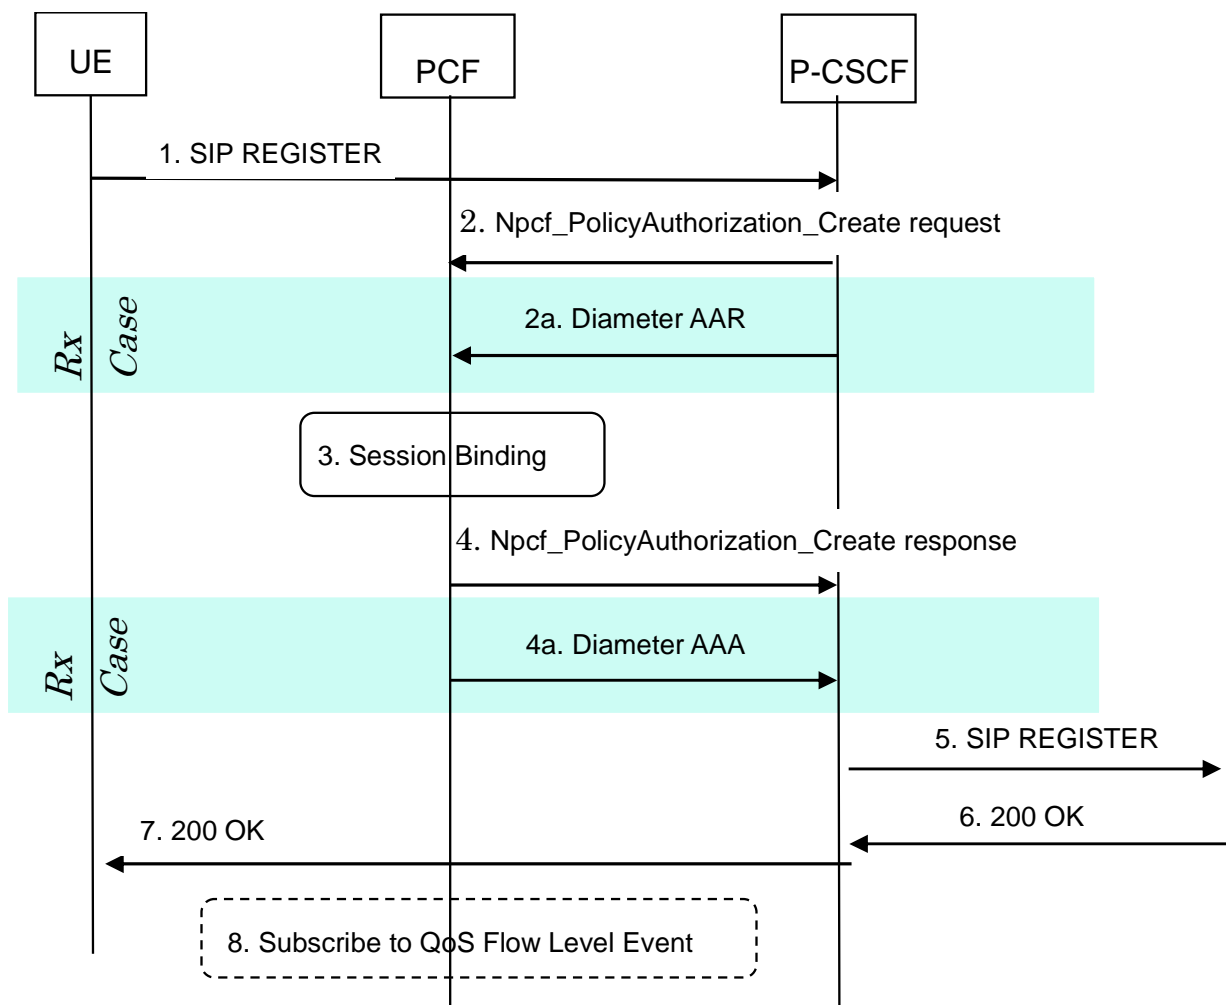 UE
PCF
P-CSCF
1. SIP REGISTER
2. Npcf_PolicyAuthorization_Create request
Rx
Case
2a. Diameter AAR
3. Session Binding
4. Npcf_PolicyAuthorization_Create response
Rx
Case
4a. Diameter AAA
5. SIP REGISTER
6. 200 OK
7. 200 OK
8. Subscribe to QoS Flow Level Event